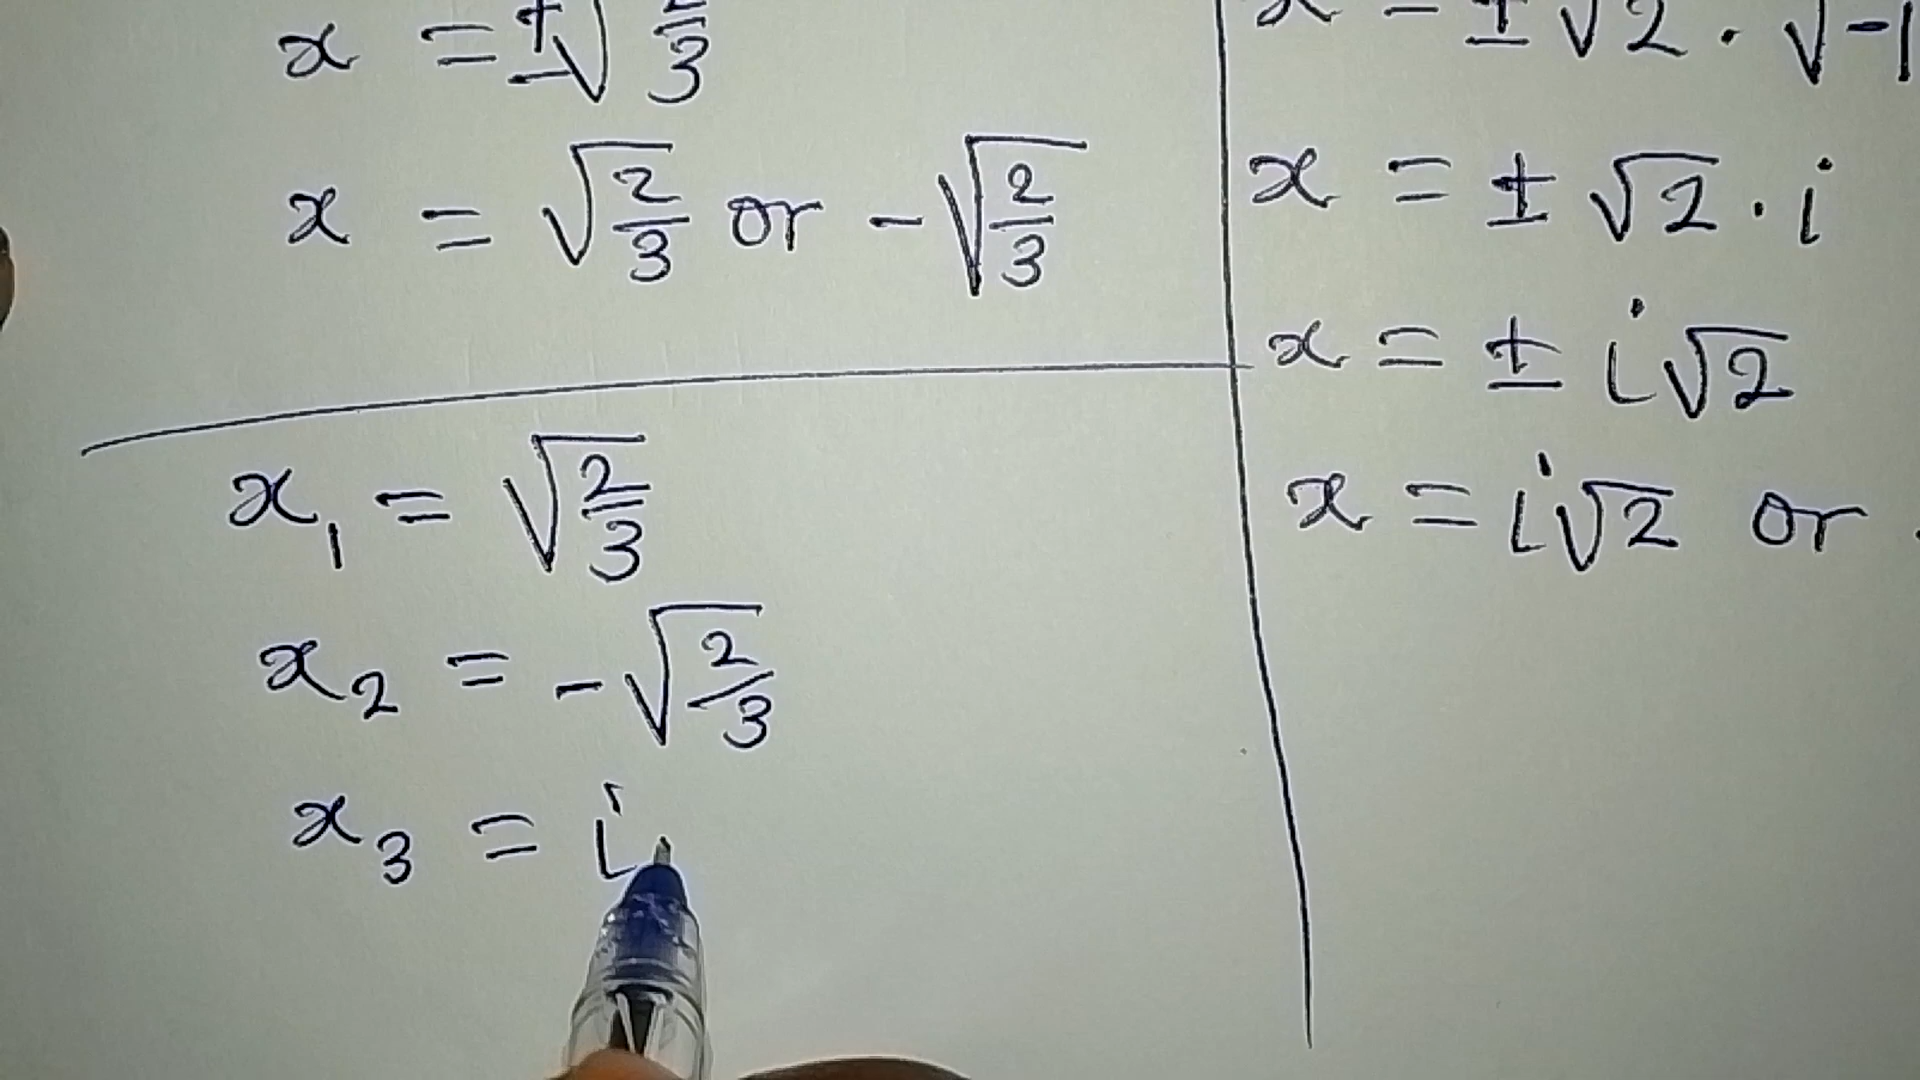 x = ±√2/3
x = √2/3 or -√2/3
x₁ = √2/3
x₂ = -√2/3
x₃ = i
x = ±√2 . √-1
x = ±√2 . i
x = ± i√2
x = i√2 or